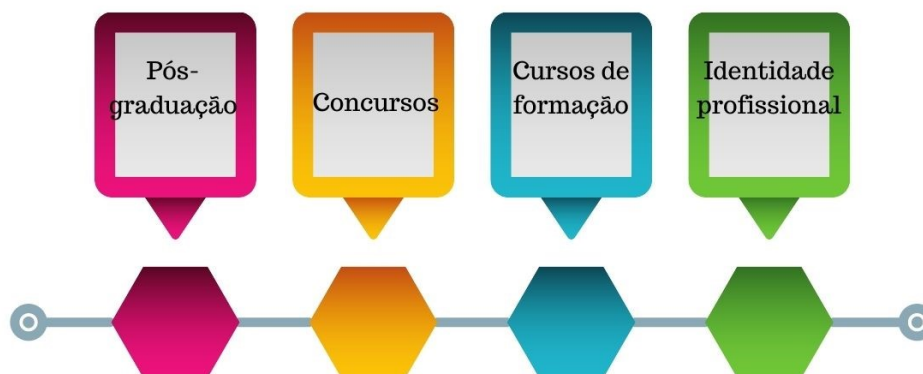 Pós-
graduação
Concursos
Cursos de
formação
Identidade
profissional